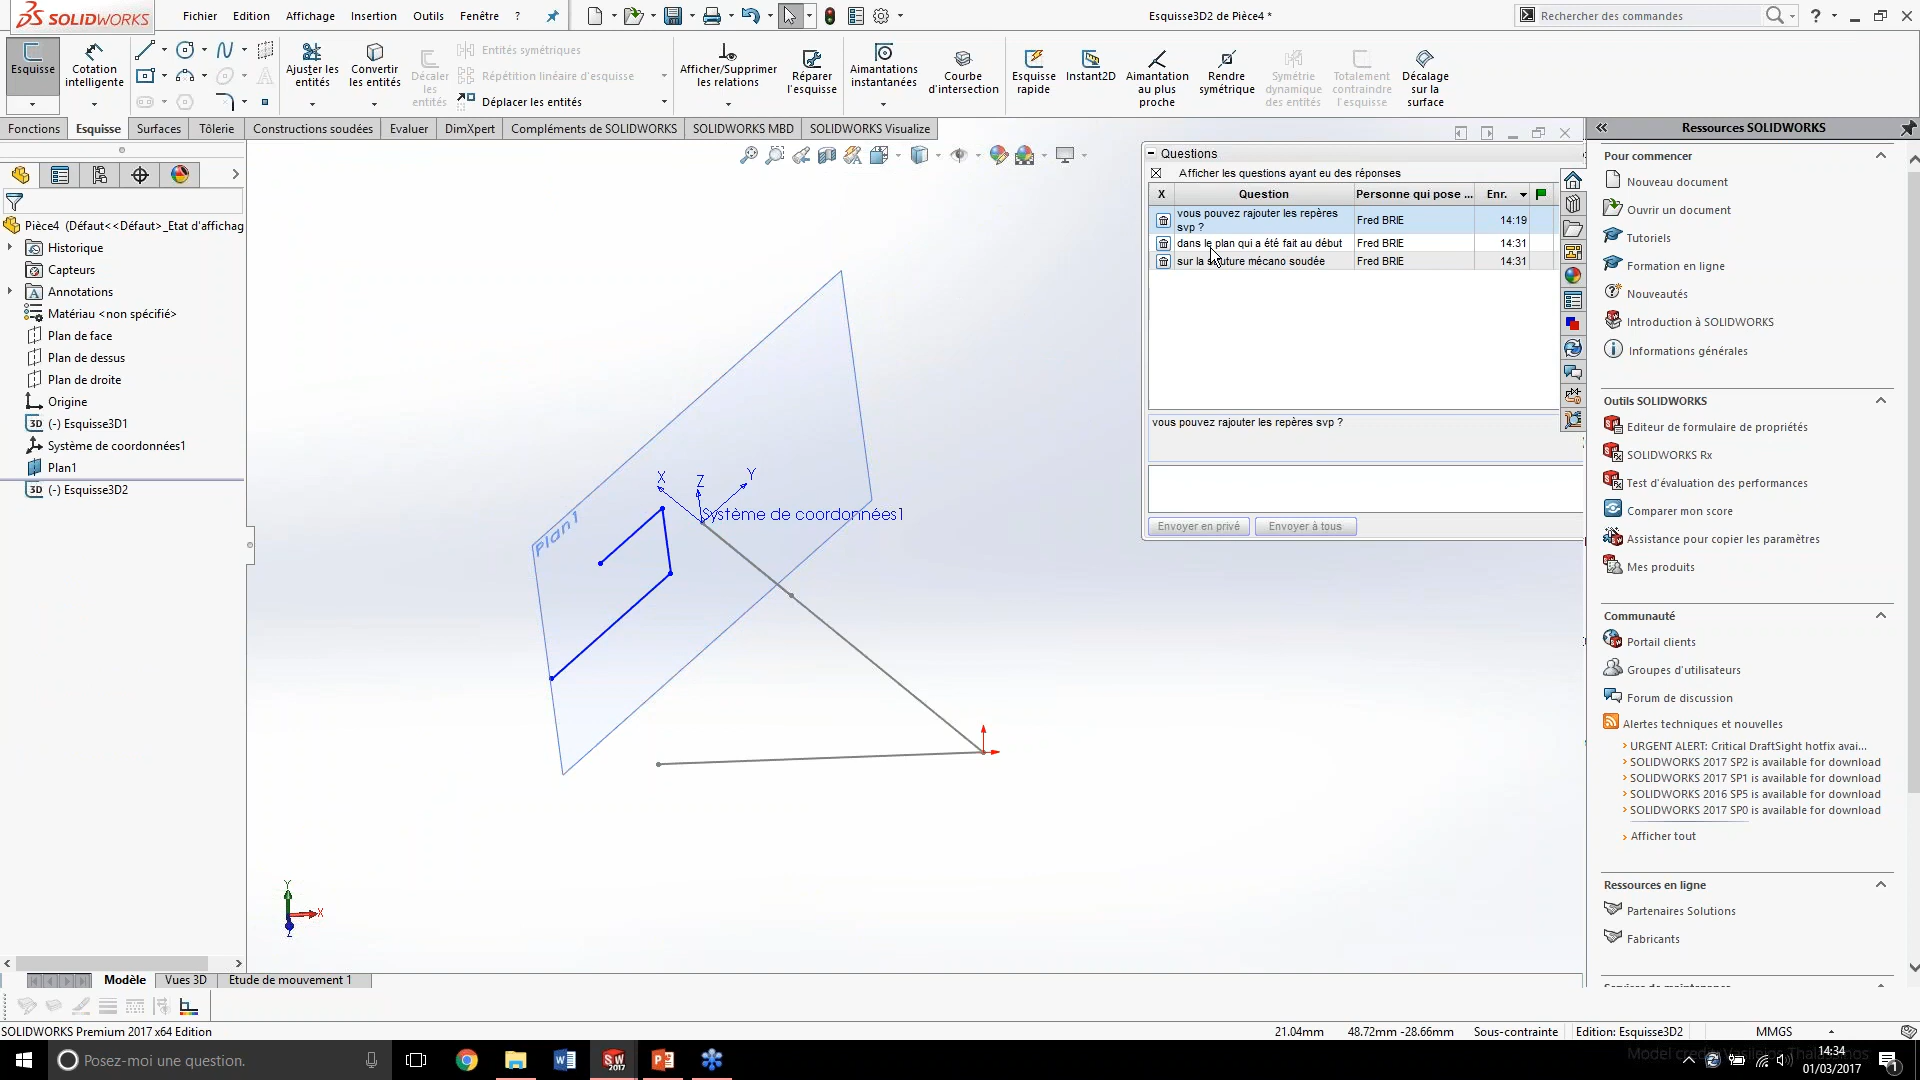 SOLIDWORKS
Fichier Edition Affichage Insertion Outils Fenêtre ?
Esquisse3D2 de Pièce4 *
Rechercher des commandes
Esquisse
Cotation intelligente
Ajuster les entités
Convertir les entités
Décaler les entités
Entités symétriques
Répétition linéaire d'esquisse
Déplacer les entités
Afficher/Supprimer les relations
Réparer l'esquisse
Aimantations instantanées
Courbe d'intersection
Esquisse rapide
Instant2D
Aimantation au plus proche
Rendre symétrique
Symétrie dynamique des entités
Totalement contraindre l'esquisse
Décalage sur la surface
Fonctions Esquisse Surfaces Tôlerie Constructions soudées Evaluer DimXpert Compléments de SOLIDWORKS SOLIDWORKS MBD SOLIDWORKS Visualize
Pièce4 (Défaut<<Défaut>_Etat d'affichag
Historique
Capteurs
Annotations
Matériau <non spécifié>
Plan de face
Plan de dessus
Plan de droite
Origine
3D (-) Esquisse3D1
Système de coordonnées1
Plan1
3D (-) Esquisse3D2
X Z Y
Système de coordonnées1
Plan1
Y
X
Z
Questions
Afficher les questions ayant eu des réponses
X Question Personne qui pose ... Enr.
vous pouvez rajouter les repères svp ? Fred BRIE 14:19
dans le plan qui a été fait au début Fred BRIE 14:31
sur la mécano soudée Fred BRIE 14:31
vous pouvez rajouter les repères svp ?
Envoyer en privé Envoyer à tous
Ressources SOLIDWORKS
Pour commencer
Nouveau document
Ouvrir un document
Tutoriels
Formation en ligne
Nouveautés
Introduction à SOLIDWORKS
Informations générales
Outils SOLIDWORKS
Editeur de formulaire de propriétés
SOLIDWORKS Rx
Test d'évaluation des performances
Comparer mon score
Assistance pour copier les paramètres
Mes produits
Communauté
Portail clients
Groupes d'utilisateurs
Forum de discussion
Alertes techniques et nouvelles
URGENT ALERT: Critical DraftSight hotfix avai...
SOLIDWORKS 2017 SP2 is available for download
SOLIDWORKS 2017 SP1 is available for download
SOLIDWORKS 2016 SP5 is available for download
SOLIDWORKS 2017 SP0 is available for download
Afficher tout
Ressources en ligne
Partenaires Solutions
Fabricants
Modèle Vues 3D Etude de mouvement 1
SOLIDWORKS Premium 2017 x64 Edition
21.04mm 48.72mm -28.66mm Sous-contrainte Edition: Esquisse3D2 MMGS
Posez-moi une question.
14:34
01/03/2017